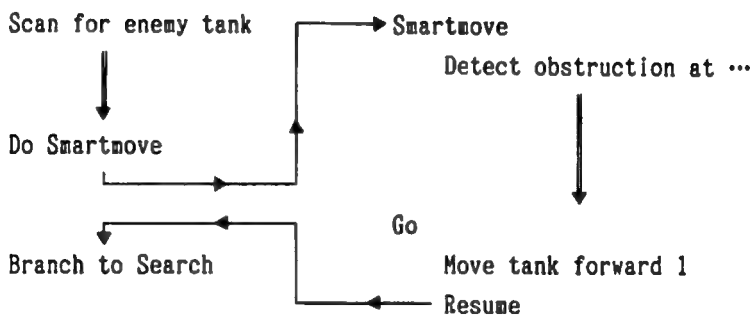 Scan for enemy tank
Smartmove
Detect obstruction at ⋯
Do Smartmove
Go
Branch to Search
Move tank forward 1
Resume